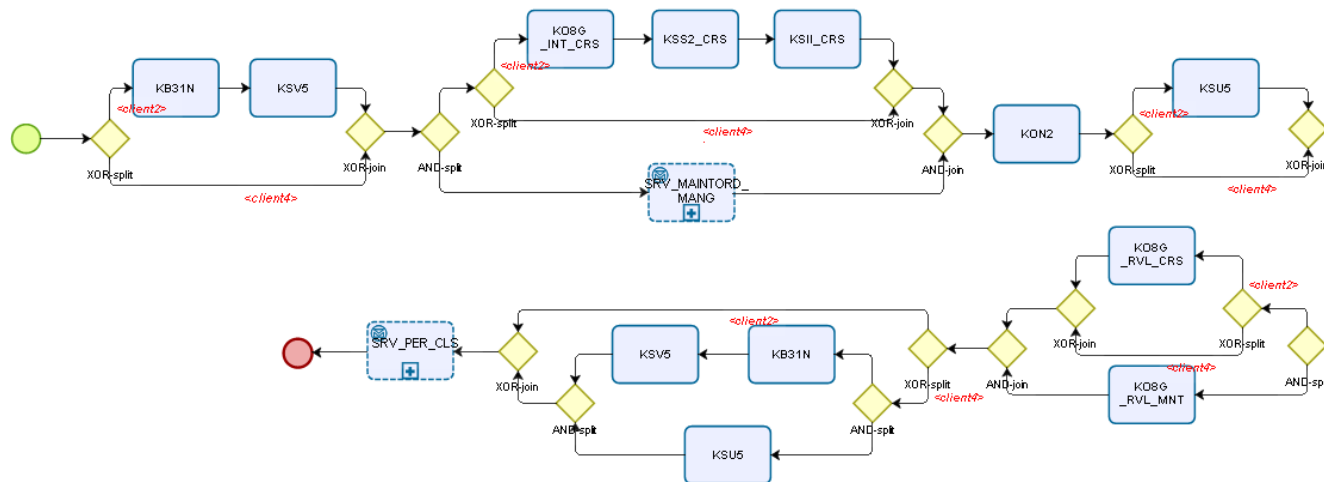 KO8G
_INT_CRS
KSS2_CRS
KSII_CRS
<client2>
KB31N
KSV5
<client2>
XOR-split
XOR-join
<client4>
KSU5
<client2>
XOR-split
XOR-join
AND-split
AND-join
KON2
XOR-split
XOR-join
<client4>
<client4>
SRV_MAINTORD_
MANG
KO8G
_RVL_CRS
<client2>
<client2>
SRV_PER_CLS
KSV5
KB31N
XOR-join
XOR-split
AND-join
XOR-join
XOR-split
<client4>
AND-sp
<client4>
KO8G
_RVL_MNT
AND-split
AND-split
KSU5